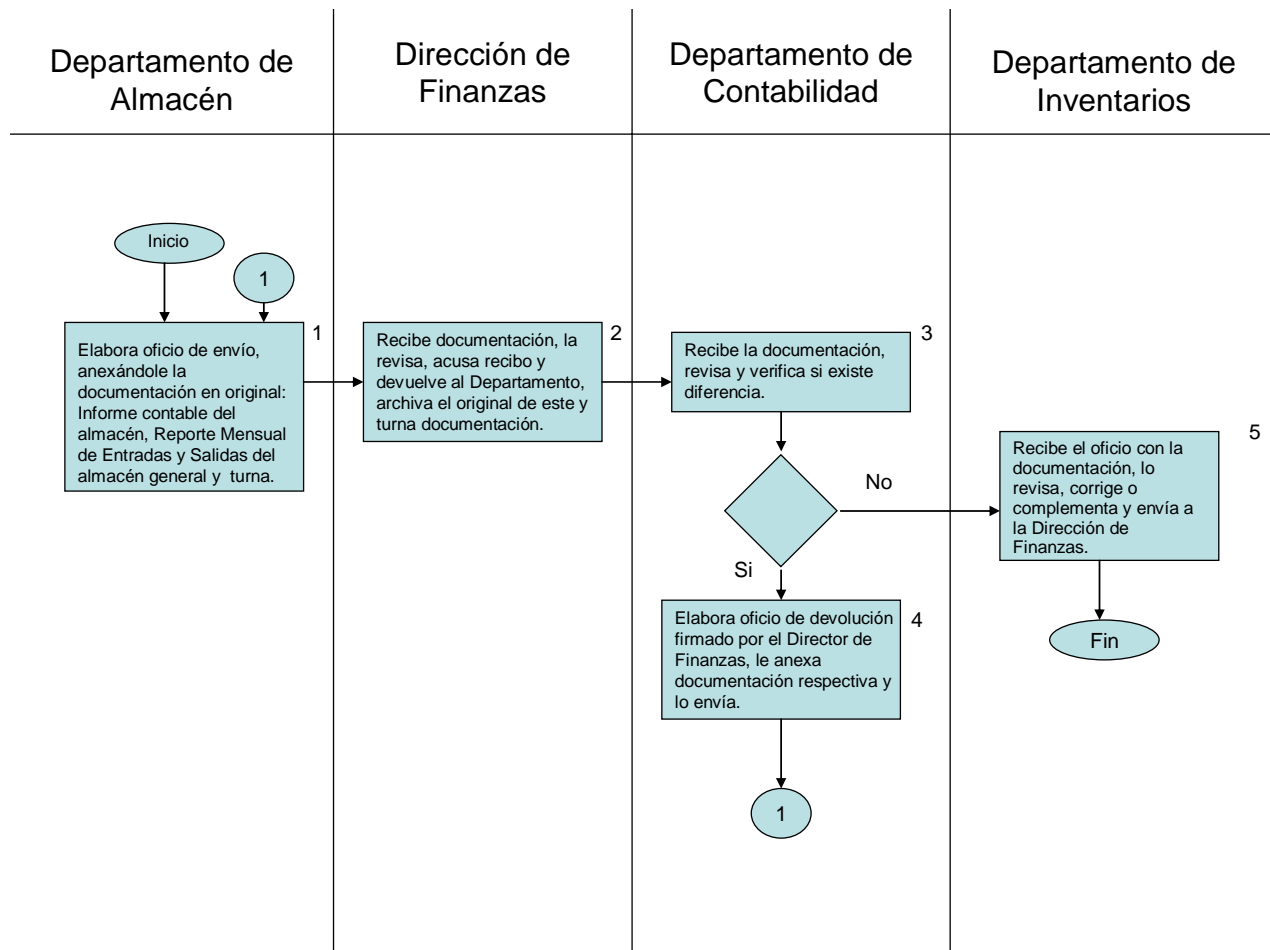 Departamento de
Almacén
Dirección de
Finanzas
Departamento de
Contabilidad
Departamento de
Inventarios
Inicio
1
1
Elabora oficio de envío,
anexándole la
documentación en original:
Informe contable del
almacén, Reporte Mensual
de Entradas y Salidas del
almacén general y turna.
2
Recibe documentación, la
revisa, acusa recibo y
devuelve al Departamento,
archiva el original de este y
turna documentación.
3
Recibe la documentación,
revisa y verifica si existe
diferencia.
No
Si
5
Recibe el oficio con la
documentación, lo
revisa, corrige o
complementa y envía a
la Dirección de
Finanzas.
4
Elabora oficio de devolución
firmado por el Director de
Finanzas, le anexa
documentación respectiva y
lo envía.
Fin
1